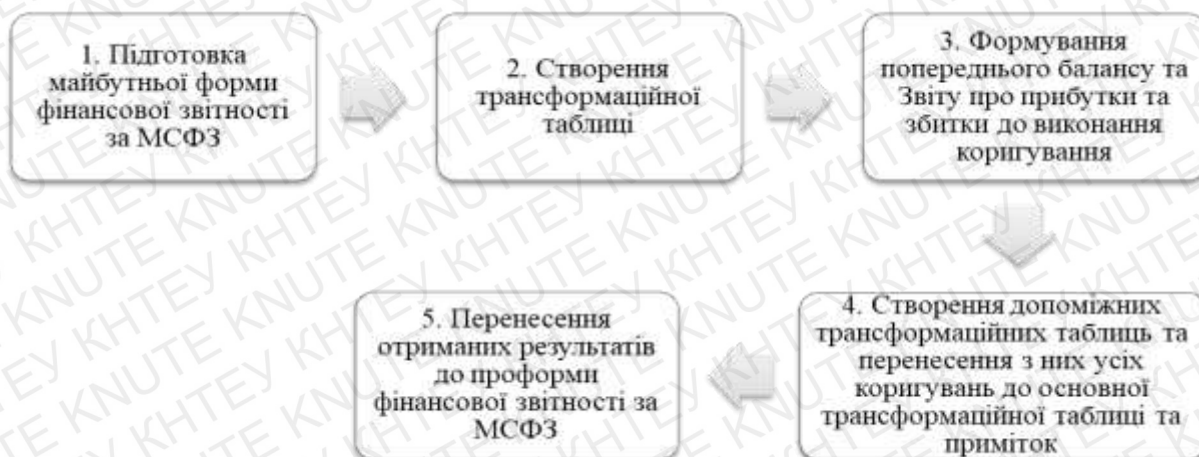 1. Підготовка
майбутньої форми
фінансової звітності
за МСФЗ
2. Створення
трансформаційної
таблиці
3. Формування
попереднього балансу та
Звіту про прибутки та
збитки до виконання
коригування
4. Створення допоміжних
трансформаційних таблиць та
перенесення з них усіх
коригувань до основної
трансформаційної таблиці та
приміток
5. Перенесення
отриманих результатів
до проформи
фінансової звітності за
МСФЗ